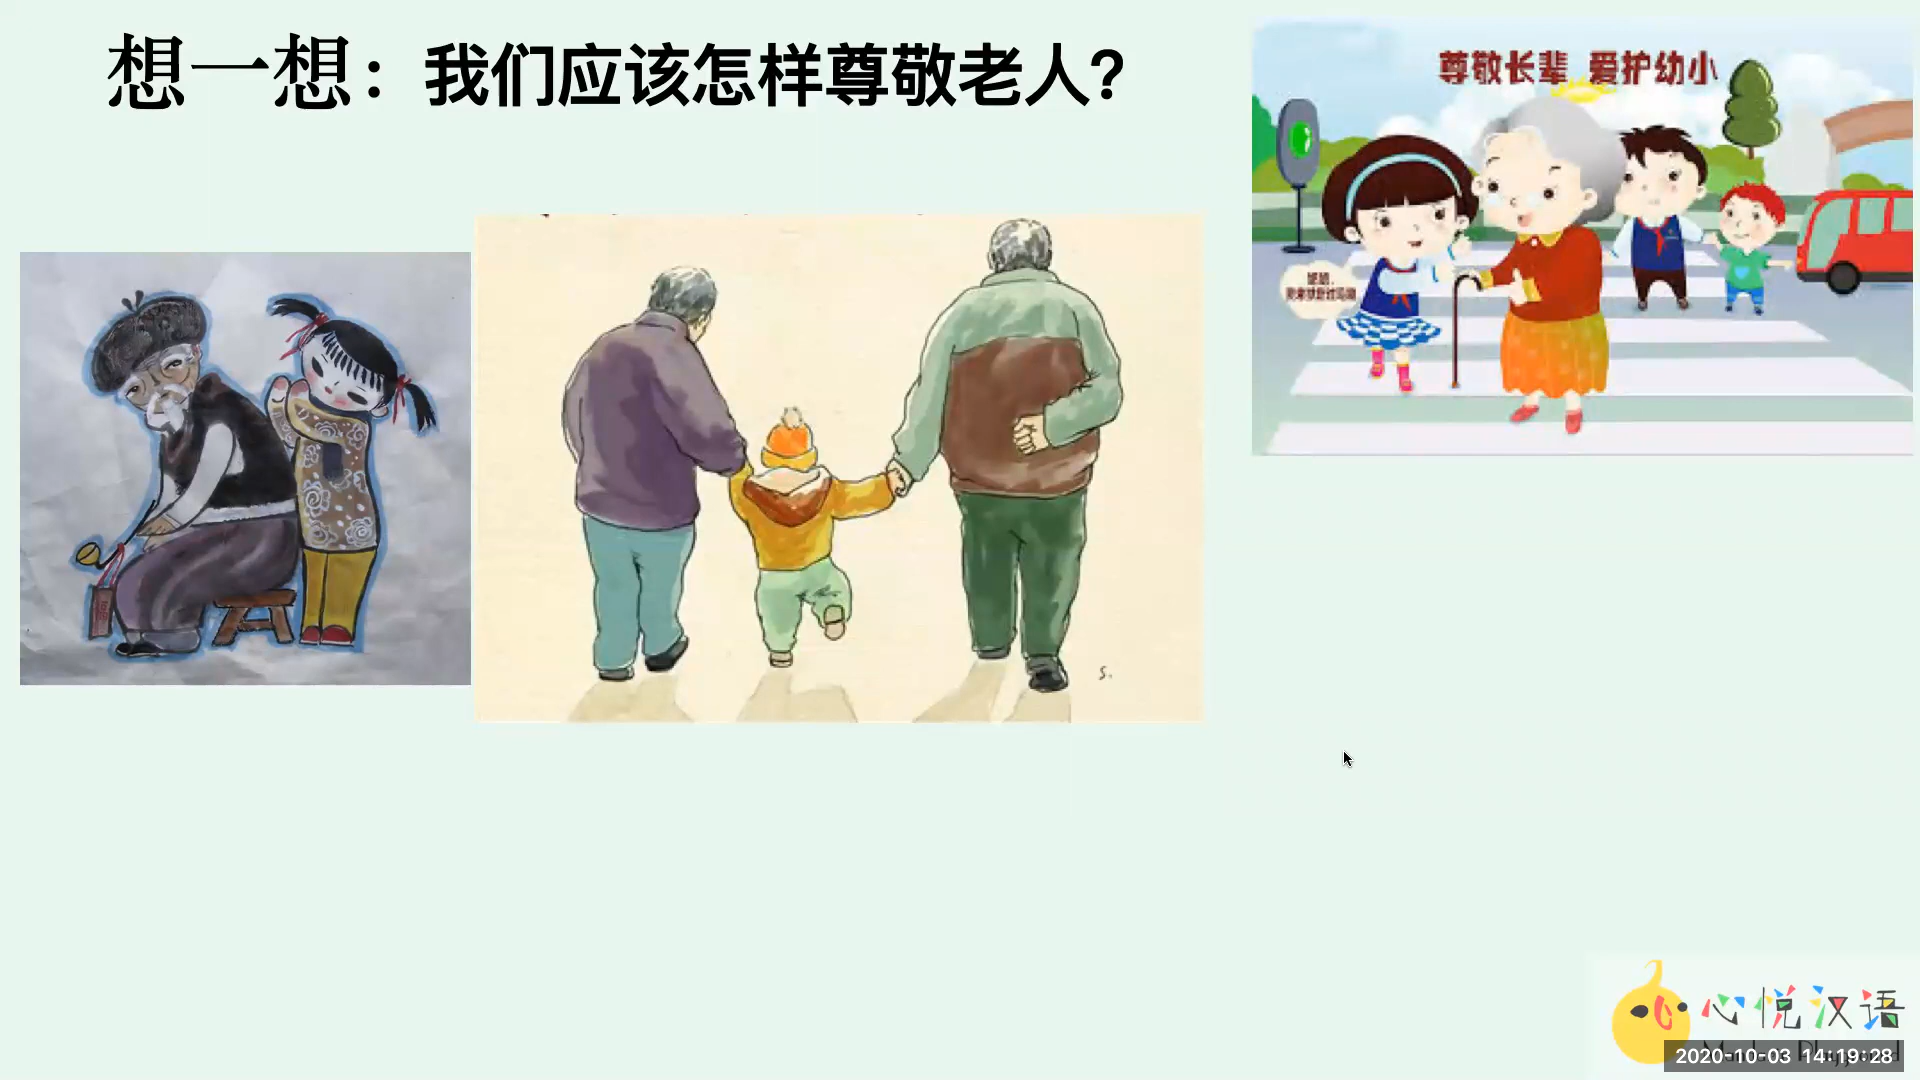 想一想：我们应该怎样尊敬老人？
尊敬长辈 爱护幼小
s.
心悦汉语
2020-10-03 14:19:28